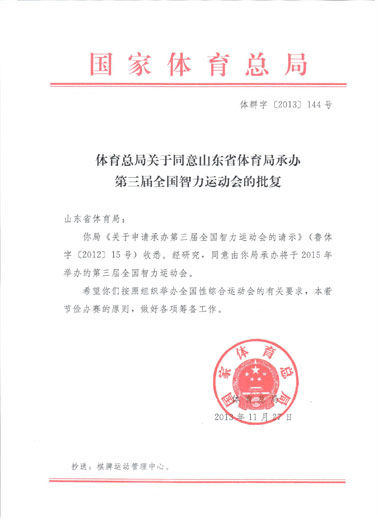 国家体育总局
体群字〔2013〕144号
体育总局关于同意山东省体育局承办
第三届全国智力运动会的批复
山东省体育局：
你局《关于申请承办第三届全国智力运动会的请示》（鲁体
字〔2012〕15号）收悉。经研究，同意由你局承办将于2015年
举办的第三届全国智力运动会。
希望你们按照组织举办全国性综合运动会的有关要求，本着
节俭办赛的原则，做好各项筹备工作。
国家体育总局
2013年11月27日
抄送：棋牌运动管理中心。